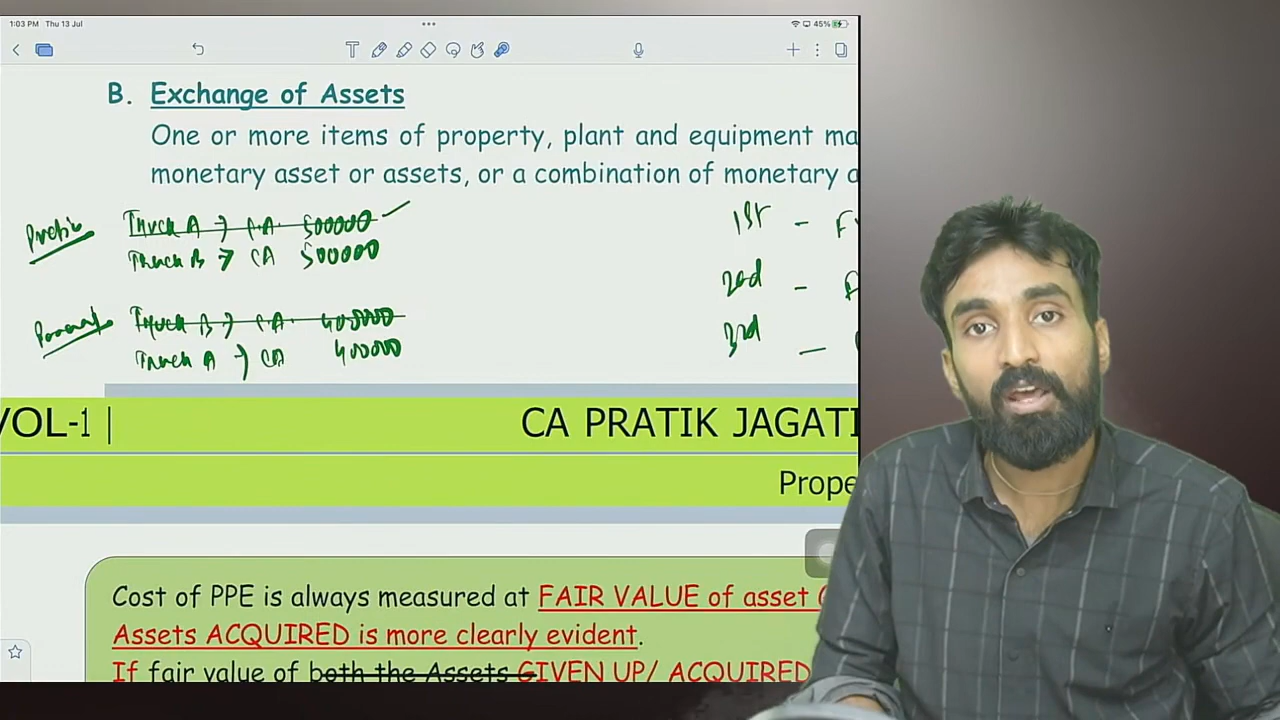 1:03 PM Thu 13 Jul
45%
B. Exchange of Assets
One or more items of property, plant and equipment ma
monetary asset or assets, or a combination of monetary a
Truck A → CA 500000
Truck B → CA 500000
Truck B → CA 400000
Truck A → CA 400000
1st - F
2nd - F
3rd -
VOL-1 |
CA PRATIK JAGATI
Prope
Cost of PPE is always measured at FAIR VALUE of asset (
Assets ACQUIRED is more clearly evident.
If fair value of both the Assets GIVEN UP/ ACQUIRED